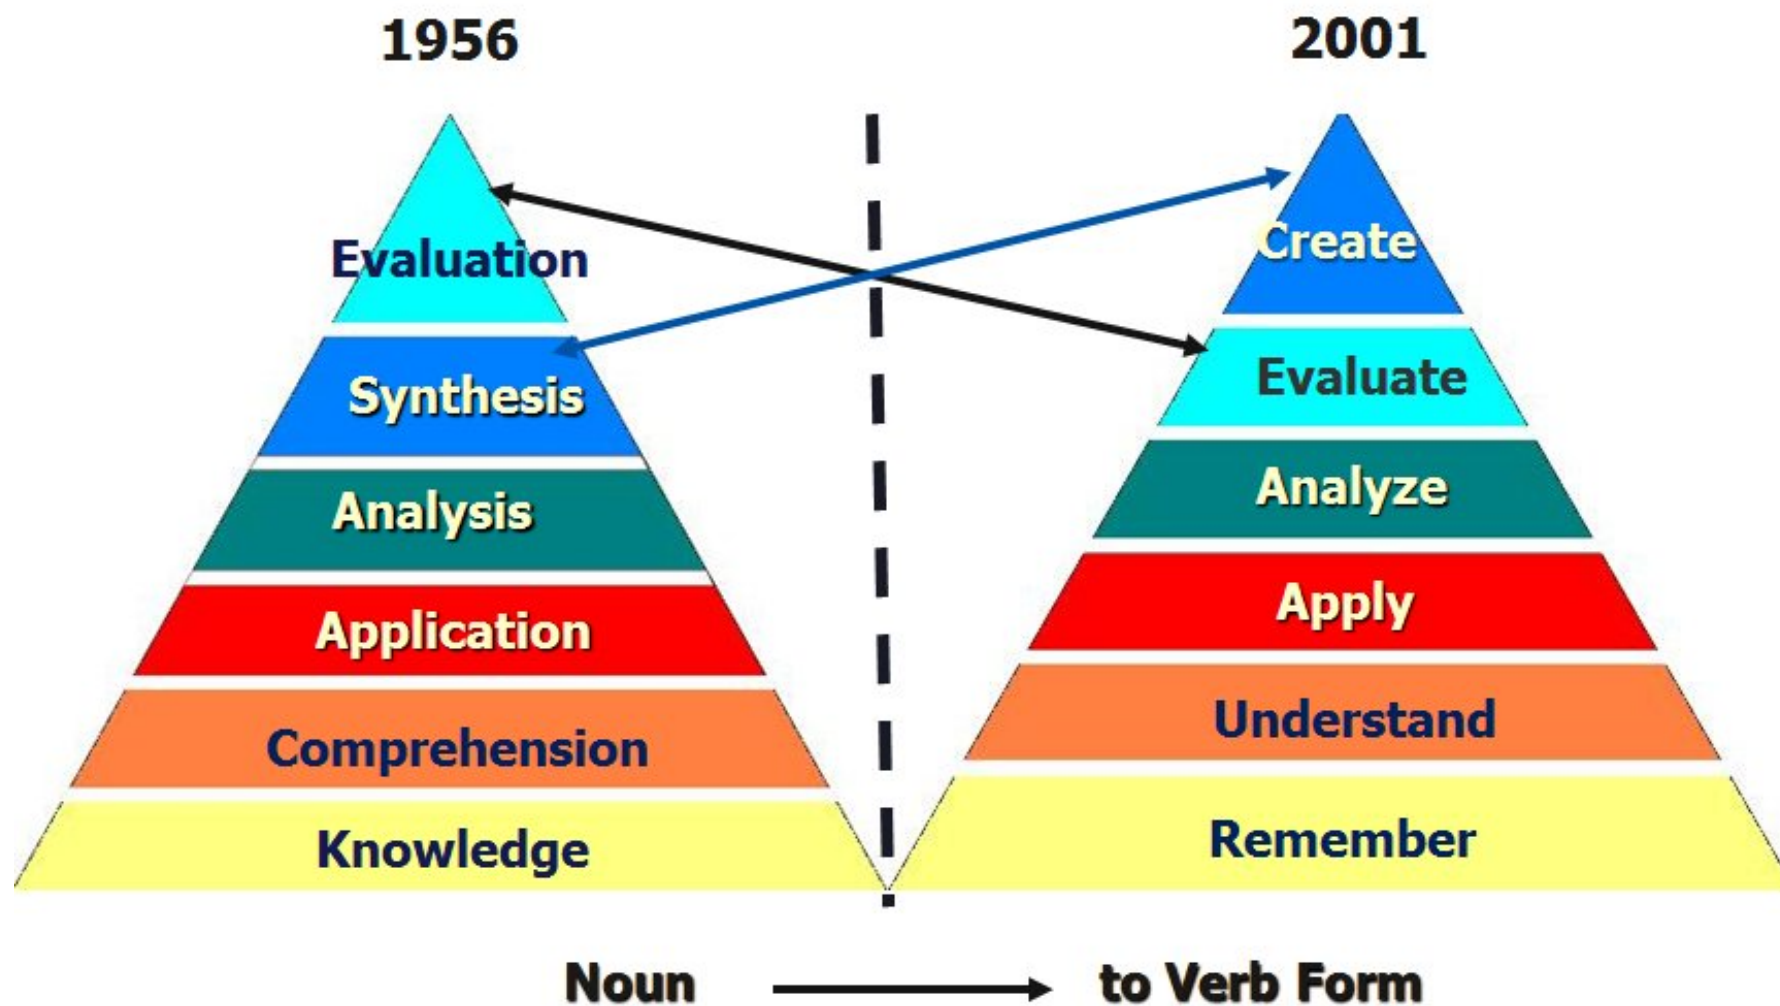 1956
Evaluation
Synthesis
Analysis
Application
Comprehension
Knowledge
2001
Create
Evaluate
Analyze
Apply
Understand
Remember
Noun to Verb Form